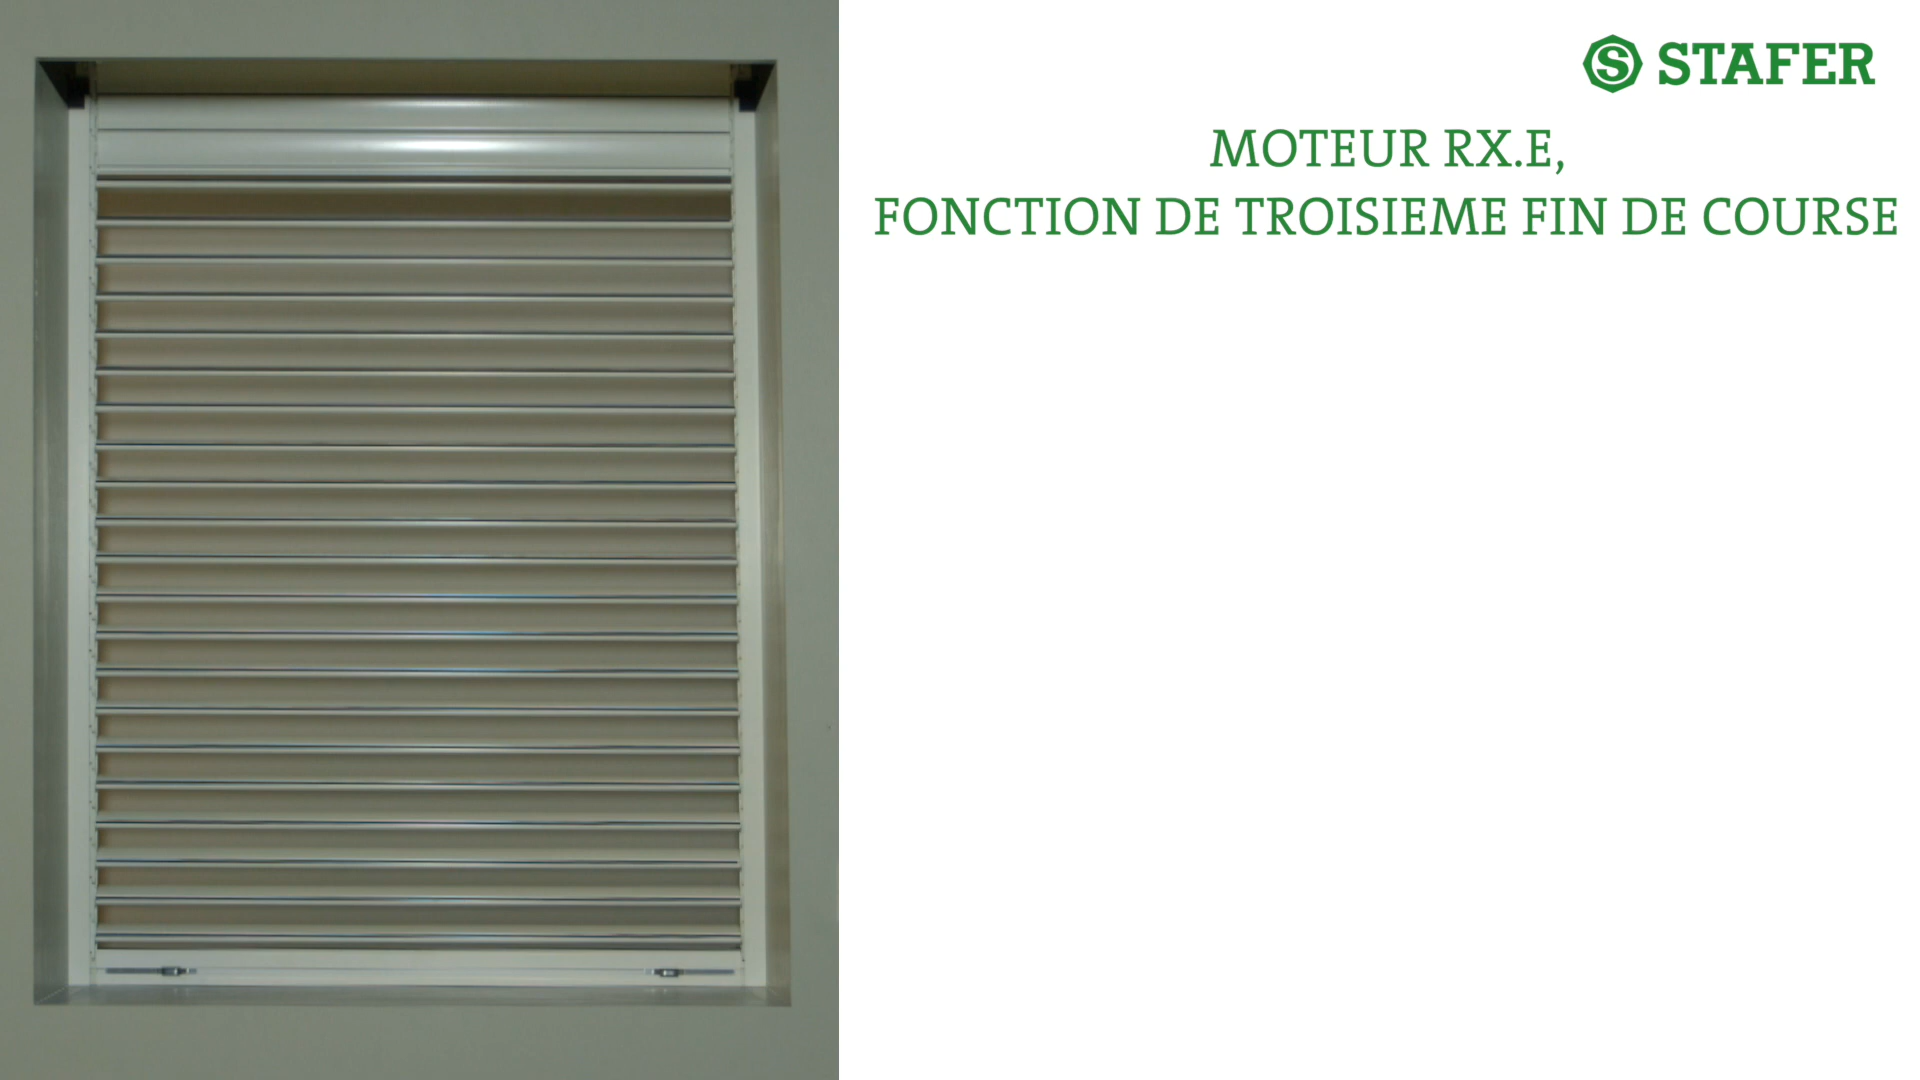 STAFER
MOTEUR RX.E,
FONCTION DE TROISIEME FIN DE COURSE